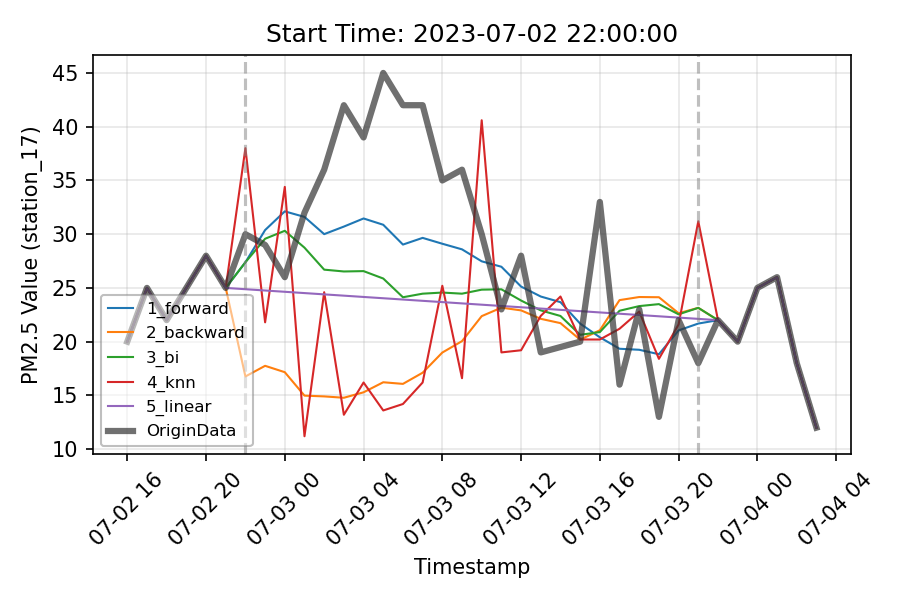 Start Time: 2023-07-02 22:00:00
PM2.5 Value (station_17)
45
40
35
30
25
20
15
10
1_forward
2_backward
3_bi
4_knn
5_linear
OriginData
07-02 16
07-02 20
07-03 00
07-03 04
07-03 08
07-03 12
07-03 16
07-03 20
07-04 00
07-04 04
Timestamp